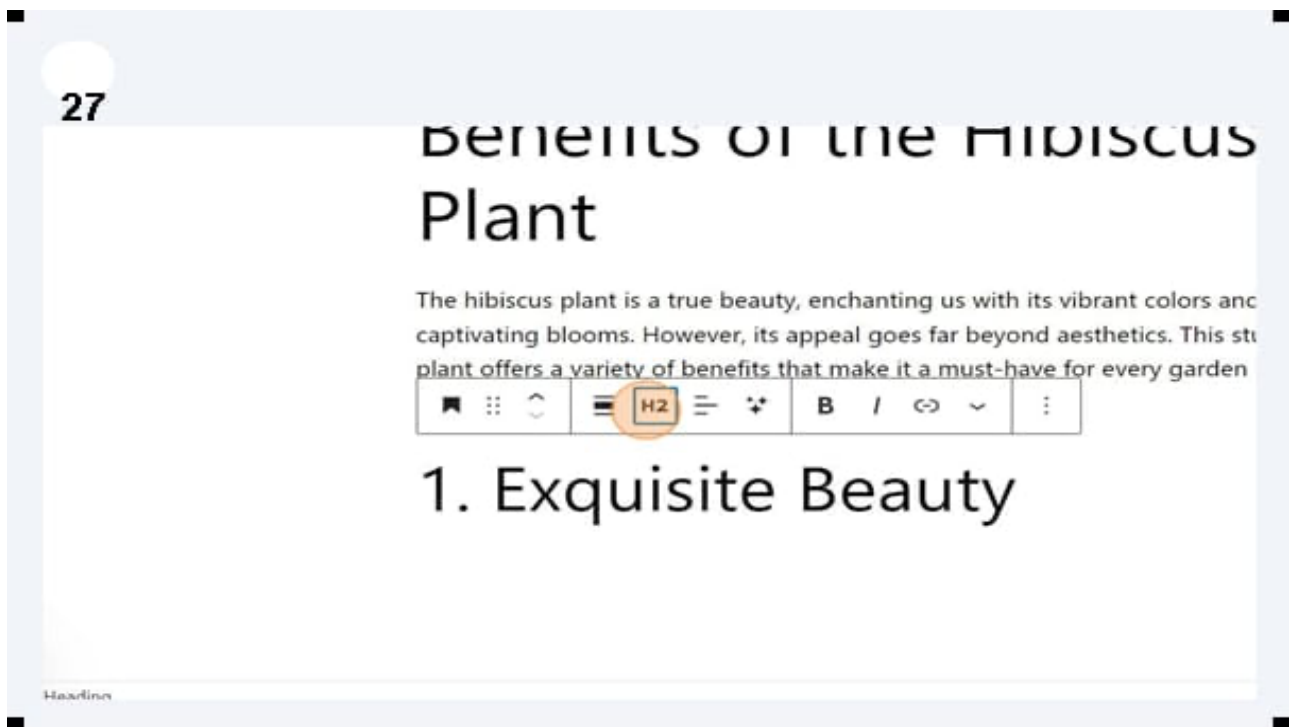 27
Benefits of the Hibiscus
Plant
The hibiscus plant is a true beauty, enchanting us with its vibrant colors and
captivating blooms. However, its appeal goes far beyond aesthetics. This
plant offers a variety of benefits that make it a must-have for every garden
H2 B I
1. Exquisite Beauty
Heading